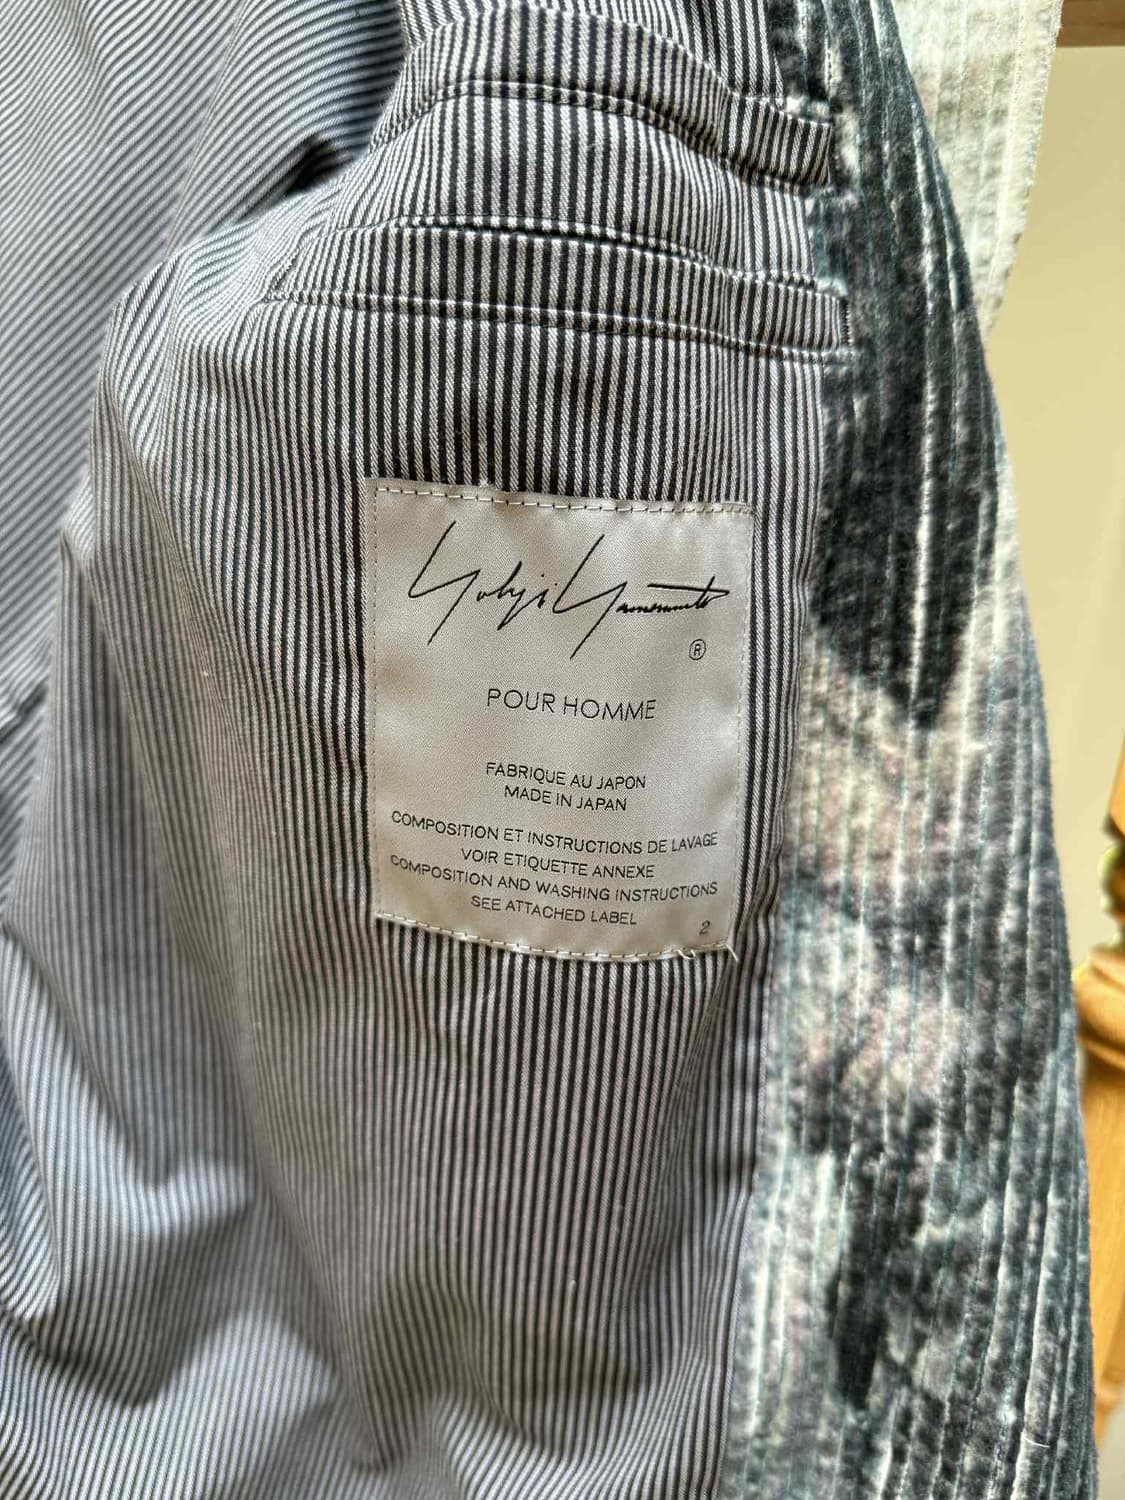 Yohji Yamamoto
®
POUR HOMME
FABRIQUE AU JAPON
MADE IN JAPAN
COMPOSITION ET INSTRUCTIONS DE LAVAGE
VOIR ETIQUETTE ANNEXE
COMPOSITION AND WASHING INSTRUCTIONS
SEE ATTACHED LABEL
2